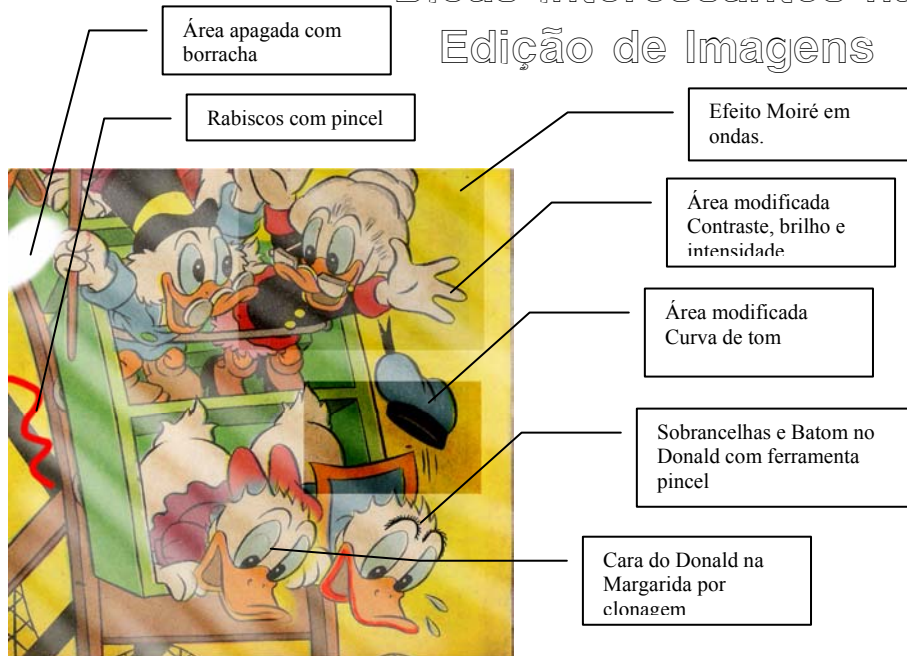 Edição de Imagens
Área apagada com
borracha
Rabiscos com pincel
Efeito Moiré em
ondas.
Área modificada
Contraste, brilho e
intensidade
Área modificada
Curva de tom
Sobrancelhas e Batom no
Donald com ferramenta
pincel
Cara do Donald na
Margarida por
clonagem